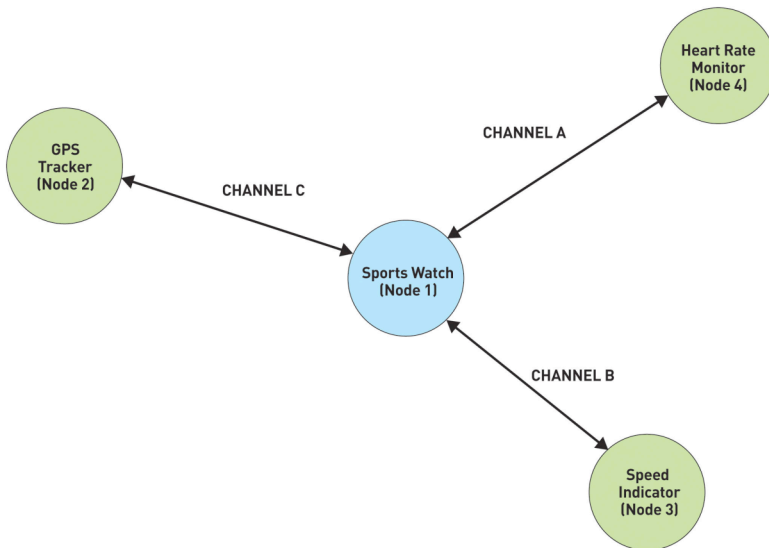 Heart Rate
Monitor
(Node 4)
CHANNEL A
GPS
Tracker
(Node 2)
CHANNEL C
Sports Watch
(Node 1)
CHANNEL B
Speed
Indicator
(Node 3)